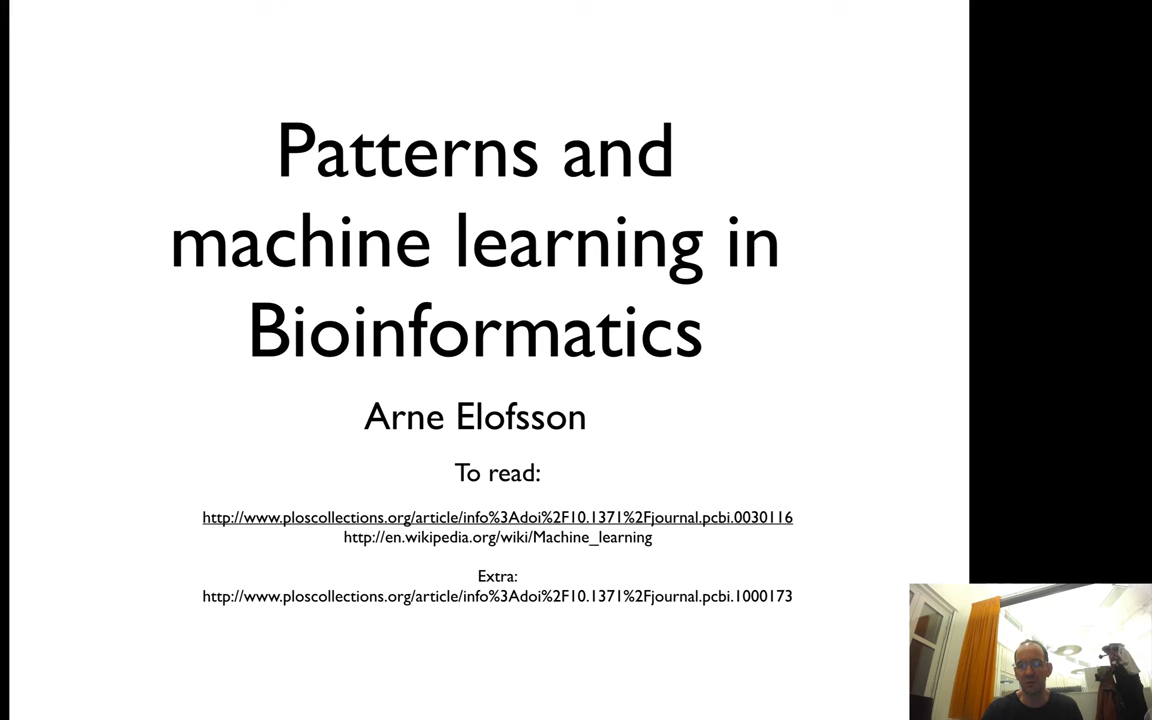 Patterns and
machine learning in
Bioinformatics
Arne Elofsson
To read:
http://www.ploscollections.org/article/info%3Adoi%2F10.1371%2Fjournal.pcbi.0030116
http://en.wikipedia.org/wiki/Machine_learning
Extra:
http://www.ploscollections.org/article/info%3Adoi%2F10.1371%2Fjournal.pcbi.1000173